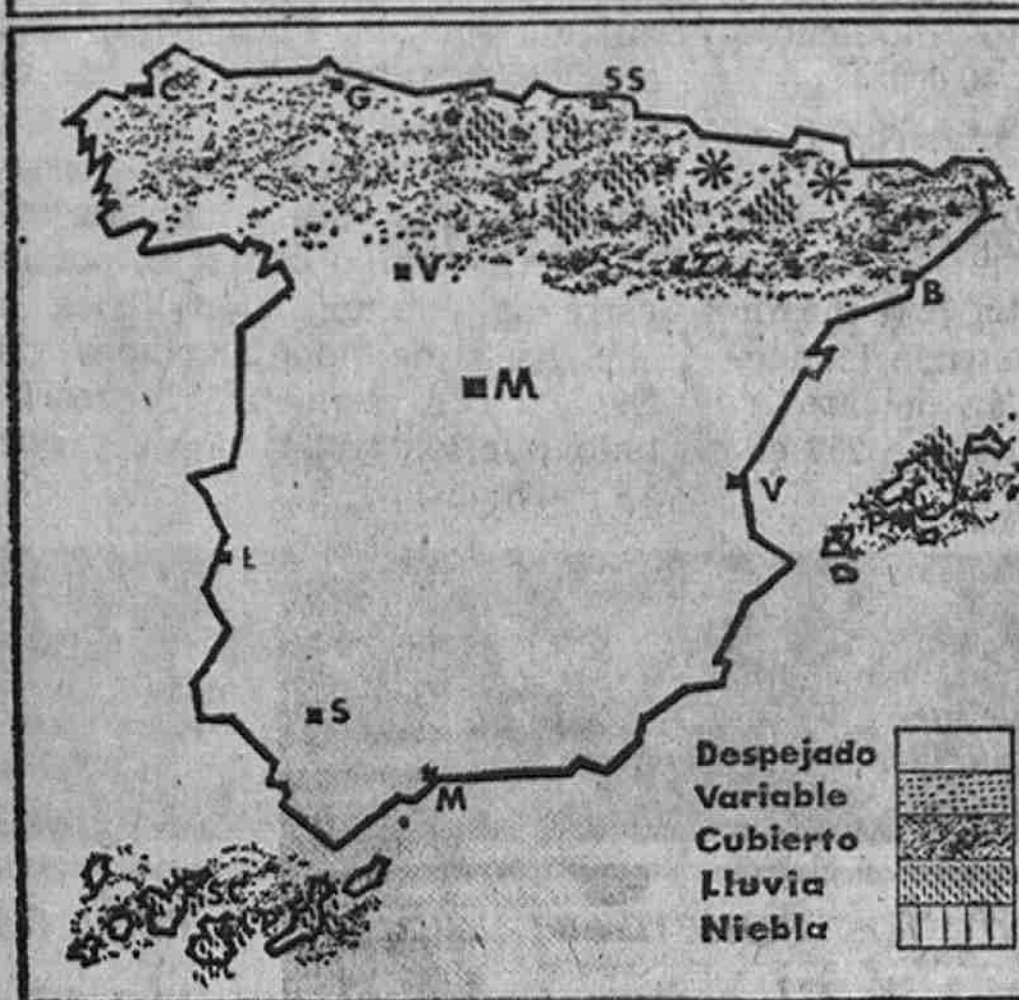 C
G
SS
V
B
M
V
P
L
S
M
SC
Despejado
Variable
Cubierto
Lluvia
Niebla